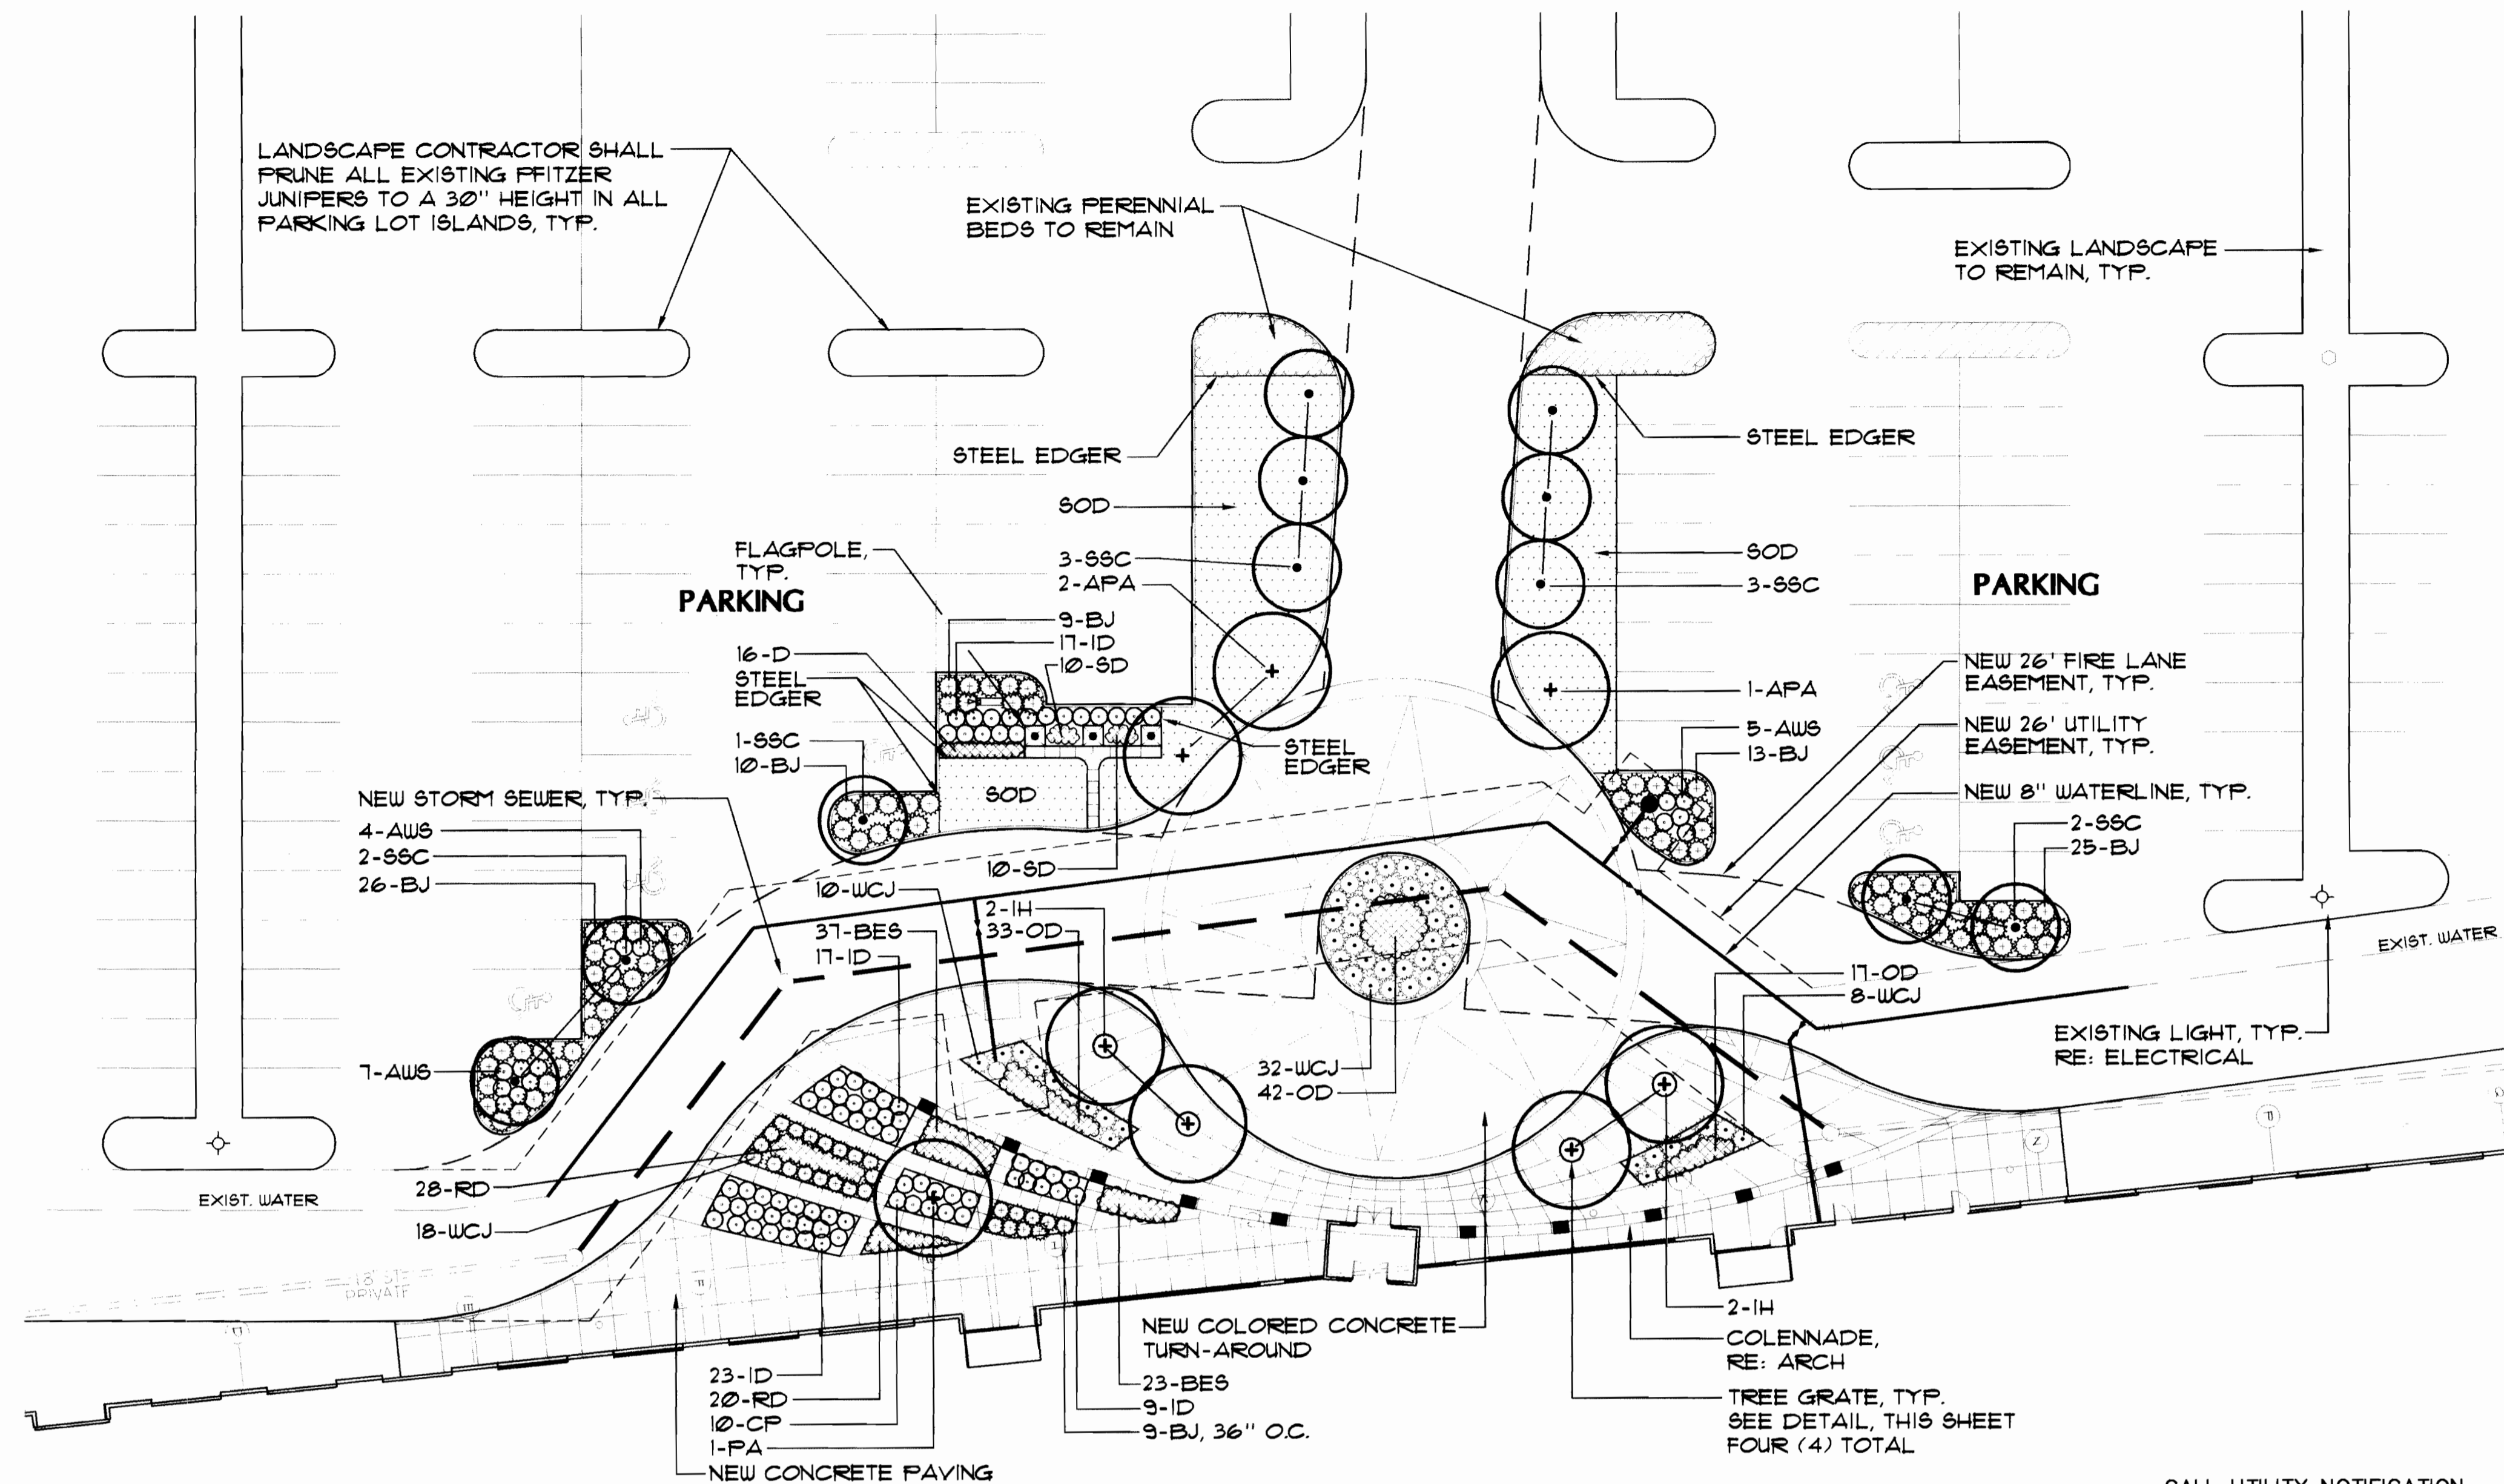 LANDSCAPE CONTRACTOR SHALL
PRUNE ALL EXISTING PFITZER
JUNIPERS TO A 30" HEIGHT IN ALL
PARKING LOT ISLANDS, TYP.
EXISTING PERENNIAL
BEDS TO REMAIN
EXISTING LANDSCAPE
TO REMAIN, TYP.
STEEL EDGER
STEEL EDGER
SOD
FLAGPOLE,
TYP.
PARKING
3-SSC
2-APA
SOD
3-SSC
PARKING
9-BJ
17-ID
10-SD
16-D
STEEL
EDGER
1-SSC
10-BJ
1-APA
5-AWS
13-BJ
NEW 26' FIRE LANE
EASEMENT, TYP.
NEW 26' UTILITY
EASEMENT, TYP.
NEW 8" WATERLINE, TYP.
STEEL
EDGER
SOD
NEW STORM SEWER, TYP.
4-AWS
2-SSC
26-BJ
2-SSC
25-BJ
10-SD
10-WCJ
2-IH
33-OD
37-BES
17-ID
EXIST. WATER
17-OD
8-WCJ
EXISTING LIGHT, TYP.
RE: ELECTRICAL
7-AWS
32-WCJ
42-OD
28-RD
EXIST. WATER
18-WCJ
PRIVATE
NEW COLORED CONCRETE
TURN-AROUND
23-ID
20-RD
10-CP
1-PA
NEW CONCRETE PAVING
23-BES
9-ID
9-BJ, 36" O.C.
2-IH
COLENNADE,
RE: ARCH
TREE GRATE, TYP.
SEE DETAIL, THIS SHEET
FOUR (4) TOTAL
CALL UTILITY NOTIFICATION